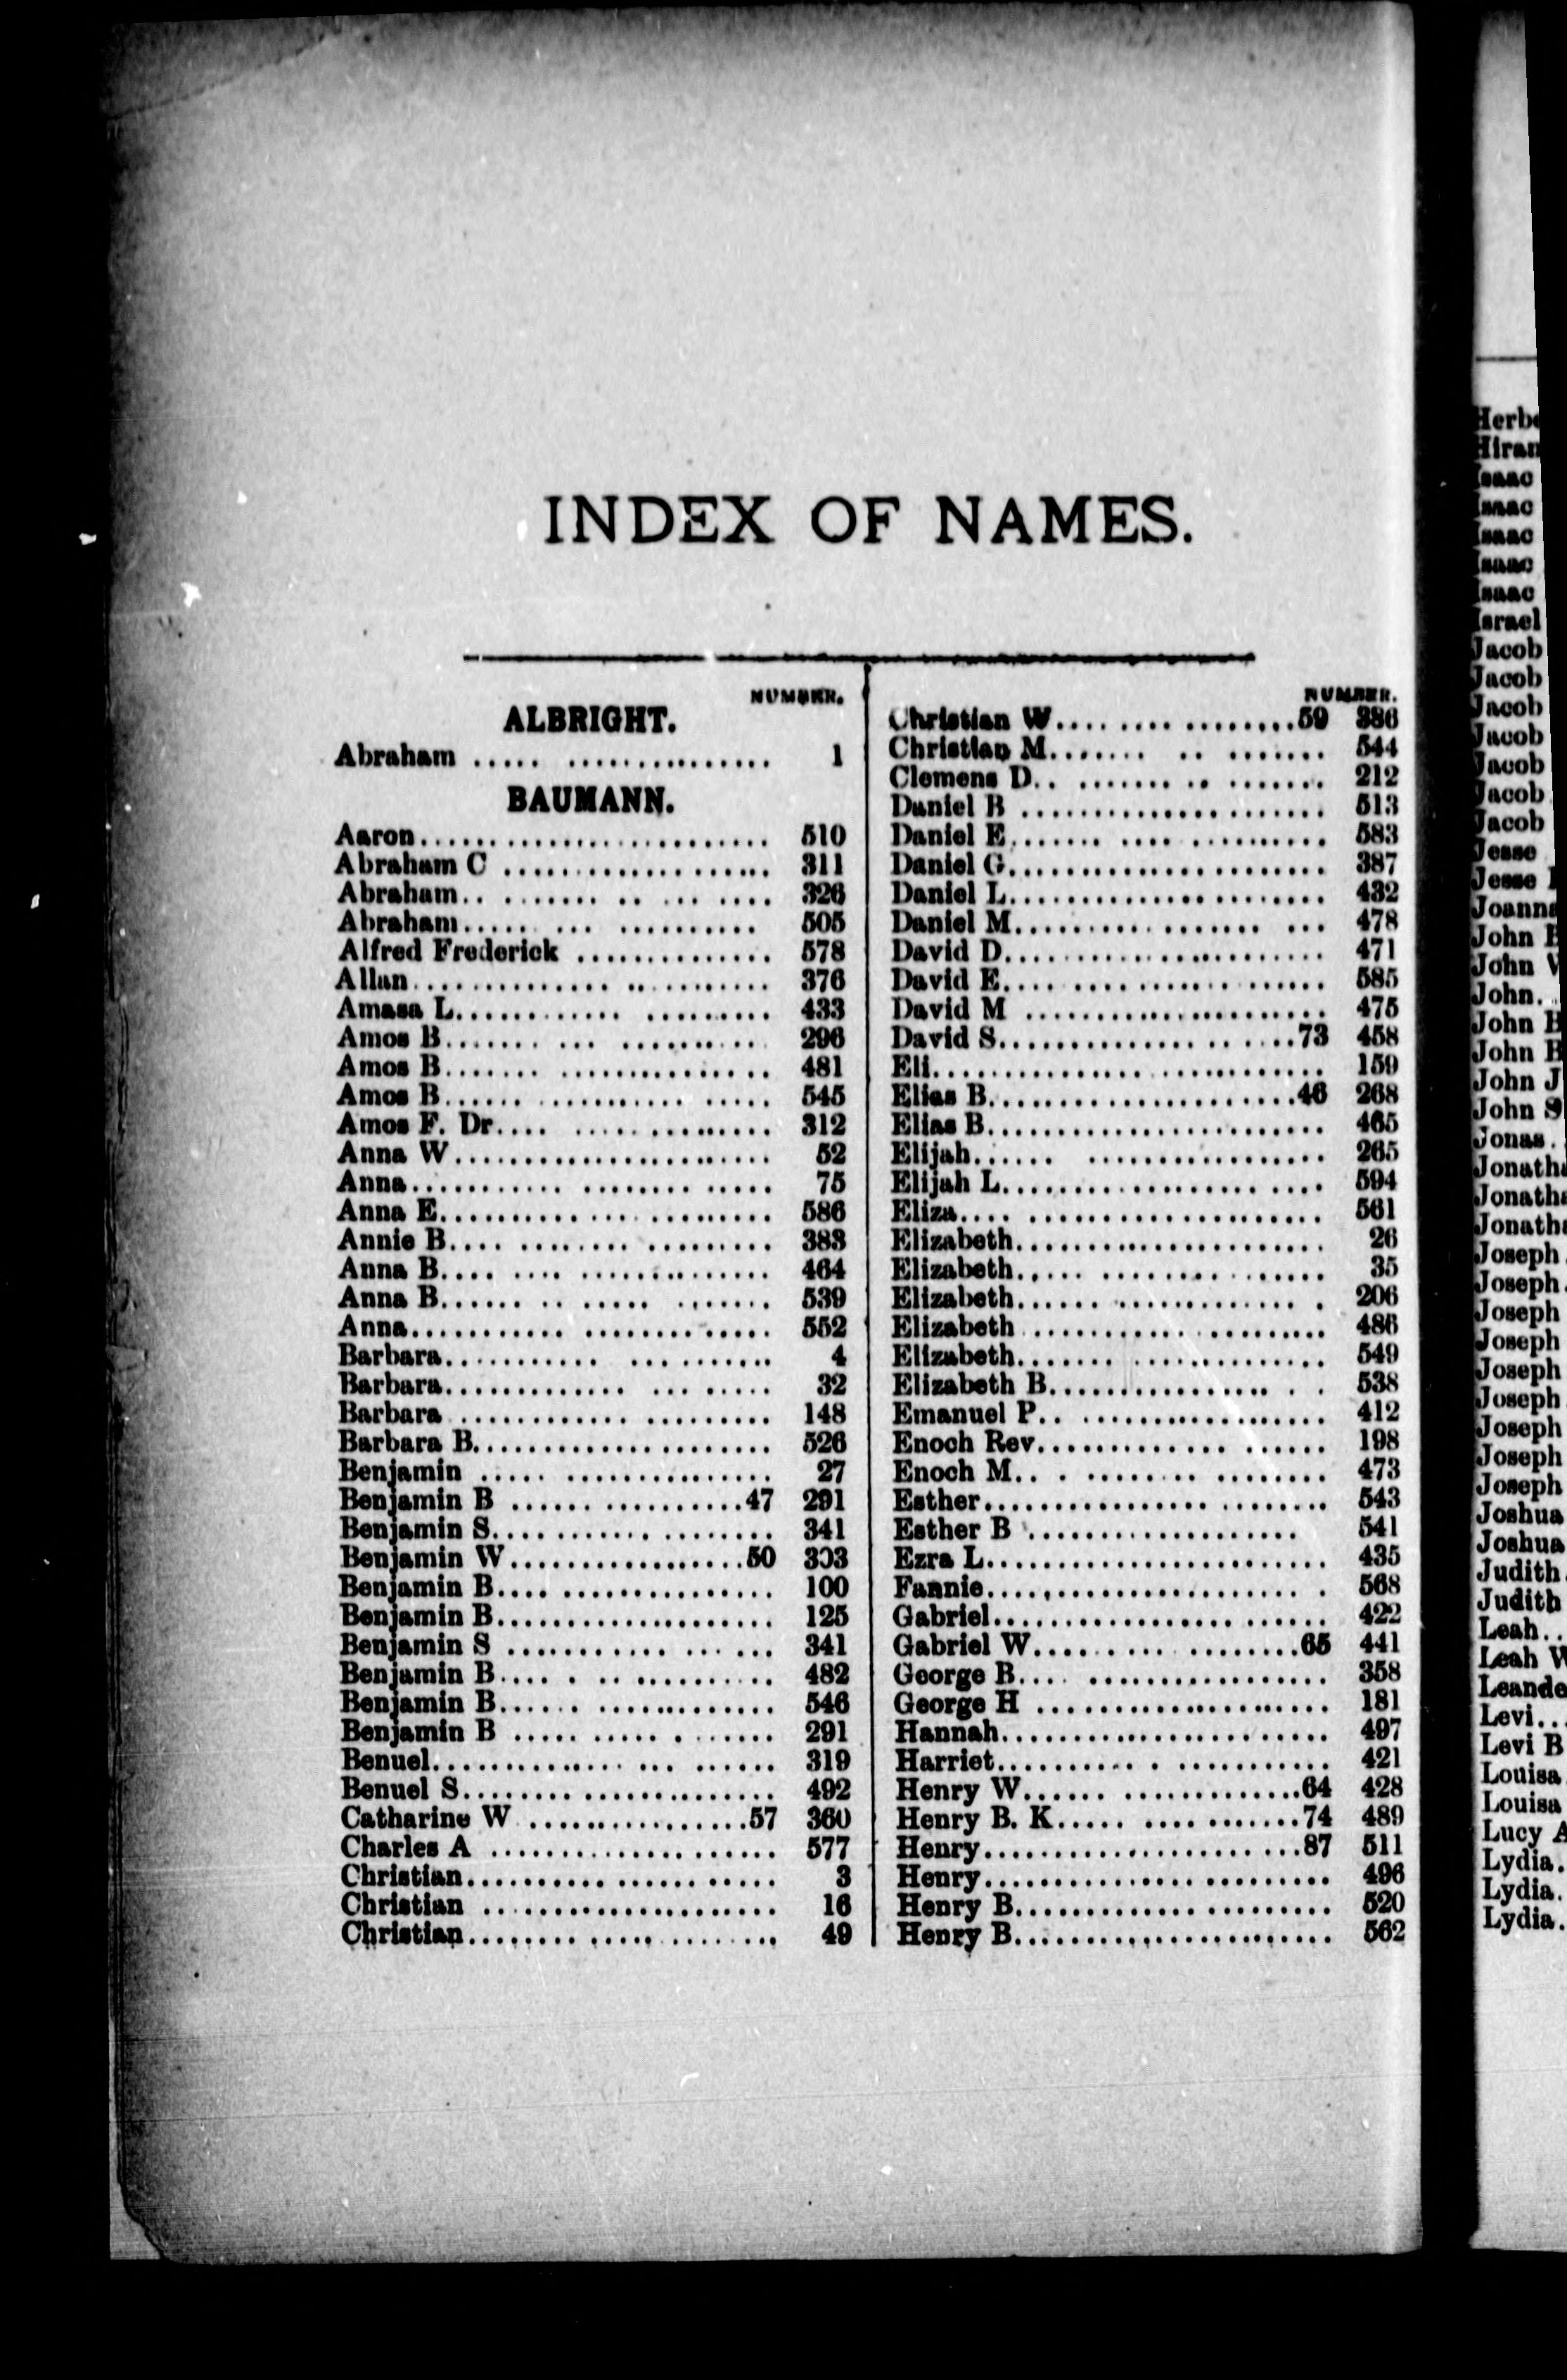 INDEX OF NAMES.
NUMBER.
ALBRIGHT.
Abraham ..... ............... 1
BAUMANN.
Aaron......................... 510
Abraham C ................... 311
Abraham.. ....... .. ... .... 326
Abraham..... ... .......... 505
Alfred Frederick .............. 578
Allan.............. .. ......... 376
Amasa L............ ......... 433
Amos B....... ... .......... 296
Amos B....... ............... 481
Amos B...... ........... ..... 545
Amos F. Dr.... ..... ......... 312
Anna W...................... 52
Anna........... ........ ..... 75
Anna E....................... 586
Annie B.... ........ ......... 383
Anna B.... .... ............. 464
Anna B...... .. ..... ....... 539
Anna........... ........ ..... 552
Barbara........... ... ....... 4
Barbara............. ... ..... 32
Barbara ............. ......... 148
Barbara B..................... 526
Benjamin ..... ............... 27
Benjamin B ...... ..........47 291
Benjamin S.................... 341
Benjamin W.................50 303
Benjamin B.... ............... 100
Benjamin B.................... 125
Benjamin S ........... ... ... 341
Benjamin B.... . .. .......... 482
Benjamin B...... ............ 546
Benjamin B ..... ..... . ...... 291
Benuel............... ... ...... 319
Benuel S...................... 492
Catharine W ................57 360
Charles A .............. ...... 577
Christian.......... ...... ..... 3
Christian ..................... 16
Christian........ ..... ........ 49
NUMBER.
Christian W.... .... ........59 386
Christian M....... .. ....... 544
Clemens D.. ....... .. ....... 212
Daniel B .............. ....... 513
Daniel E....... .... .......... 583
Daniel G...................... 387
Daniel L...................... 432
Daniel M................. ... 478
David D....................... 471
David E.... ........... ...... 585
David M ..................... 475
David S............... .. ....73 458
Eli........................... 159
Elias B......................46 268
Elias B........................ 465
Elijah...... ................. 265
Elijah L.................. .... 594
Eliza.... ..................... 561
Elizabeth...................... 26
Elizabeth..... ............... 35
Elizabeth...... ............. . 206
Elizabeth ..................... 486
Elizabeth....... .............. 549
Elizabeth B................. . . 538
Emanuel P.. ................. 412
Enoch Rev.............. ...... 198
Enoch M.. . ........ ........ 473
Esther................ ........ 543
Esther B ................... 541
Ezra L........................ 435
Fannie...................... . 568
Gabriel................. ...... 422
Gabriel W.... ... .........65 441
George B.... ................. 358
George H .................... 181
Hannah....................... 497
Harriet........... . ........... 421
Henry W...... .............64 428
Henry B. K..... .... .......74 489
Henry......................87 511
Henry........................ 496
Henry B...................... 520
Henry B...................... 562
Isaac
Isaac
Isaac
Isaac
Isaac
Israel
Jacob
Jacob
Jacob
Jacob
Jacob
Jacob
Jacob
Jesse
Jesse
John
John
John.
John
John
John J
John S
Jonas.
Joseph
Joseph.
Joseph
Joseph
Joseph
Joseph
Joseph
Joseph
Joseph
Joshua
Joshua
Judith.
Judith
Leah..
Leah W
Levi...
Levi B
Louisa
Louisa
Lucy A
Lydia.
Lydia.
Lydia.